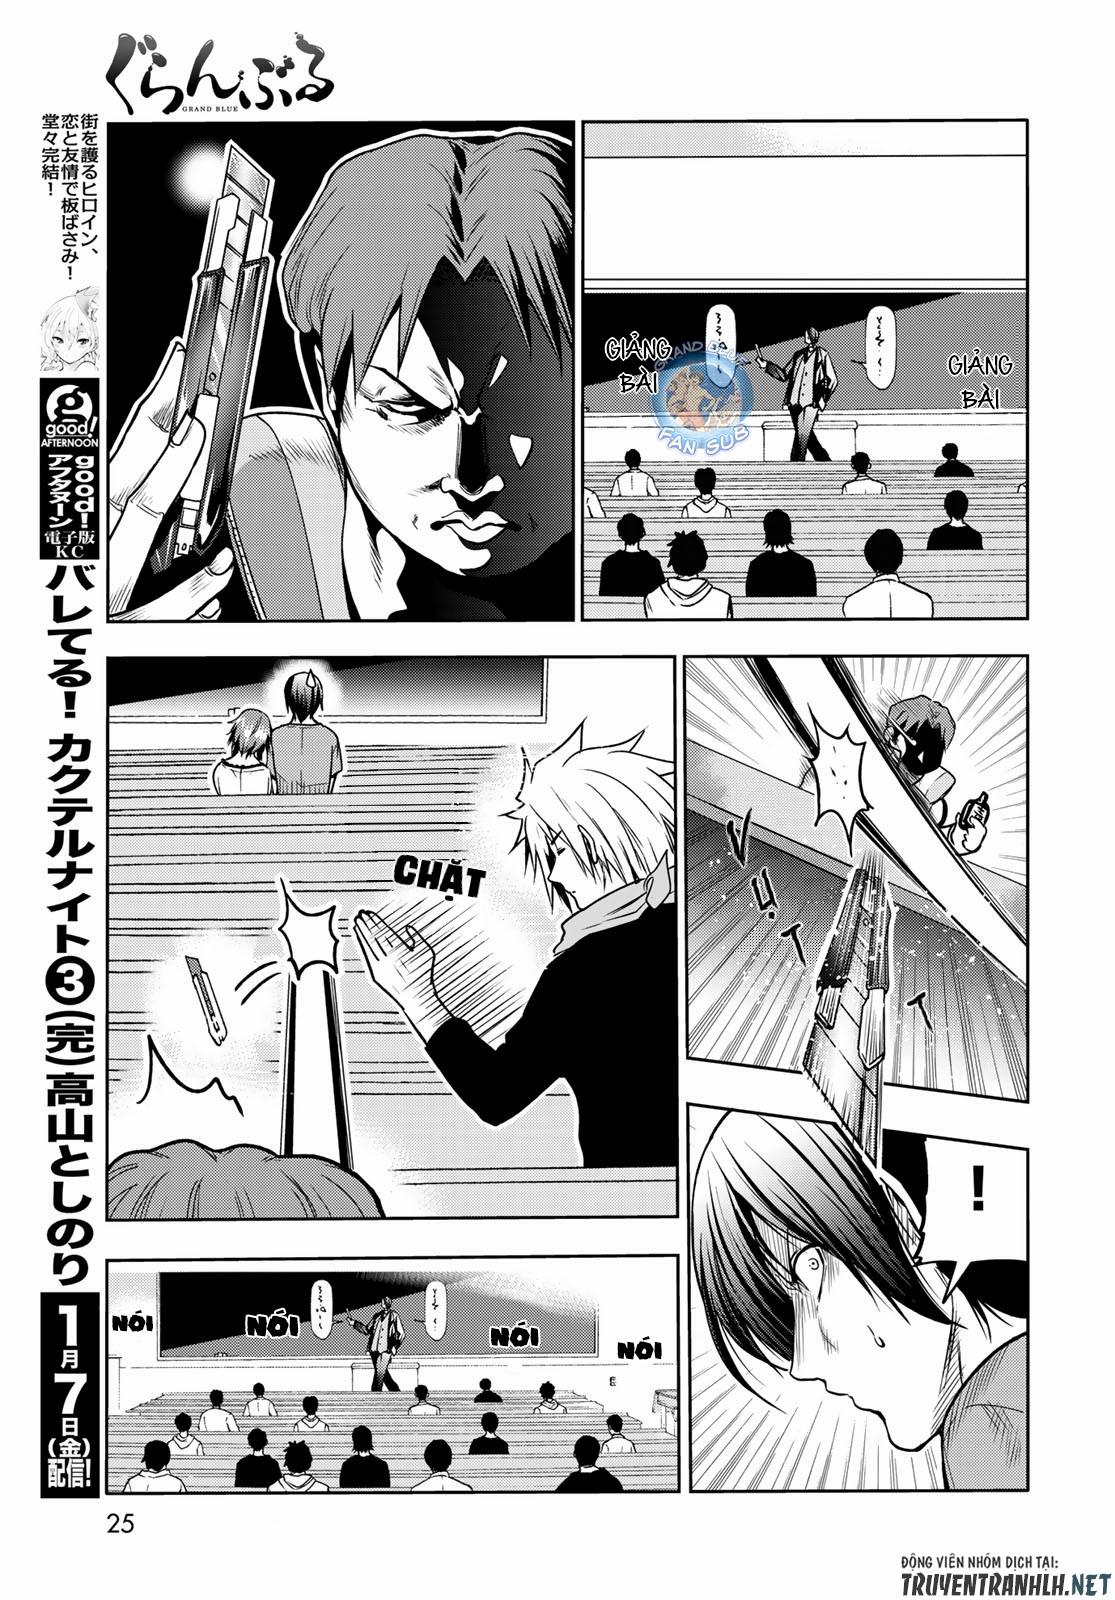 ぐらんぶる
GRAND BLUE
街を護るヒロイン、
恋と友情で板ばさみ！
堂々完結！
good!
AFTERNOON
good!
アフタヌーン
電子版
KC
バレてる！カクテルナイト③（完）高山としのり
1月7日(金)配信！
GIẢNG BÀI
GIẢNG BÀI
GRAND BLUE
FAN SUB
VỤT
CHẶT
!
NÓI
NÓI
NÓI
NÓI
25
ĐỘNG VIÊN NHÓM DỊCH TẠI:
TRUYENTRANHLH.NET